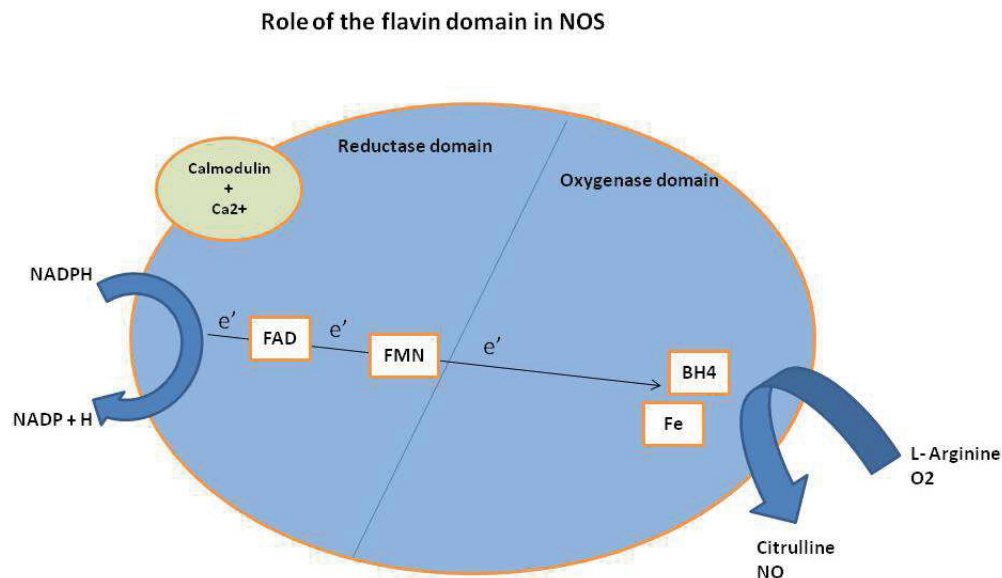 Role of the flavin domain in NOS
Reductase domain
Oxygenase domain
Calmodulin
+
Ca2+
NADPH
e’
FAD
e’
FMN
e’
BH4
Fe
NADP + H
L- Arginine
O2
Citrulline
NO